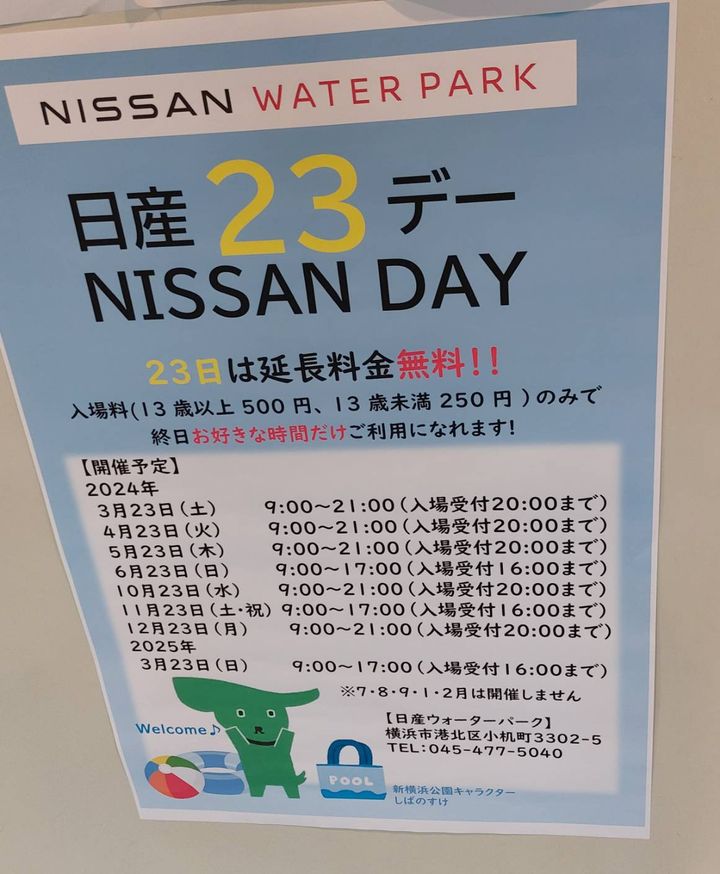 NISSAN WATER PARK
日産23デー
NISSAN DAY
23日は延長料金無料!!
入場料(13歳以上500円、13歳未満250円)のみで
終日お好きな時間だけご利用になれます!
【開催予定】
2024年
3月23日(土) 9:00～21:00(入場受付20:00まで)
4月23日(火) 9:00～21:00(入場受付20:00まで)
5月23日(木) 9:00～21:00(入場受付20:00まで)
6月23日(日) 9:00～17:00(入場受付16:00まで)
10月23日(水) 9:00～21:00(入場受付20:00まで)
11月23日(土・祝) 9:00～17:00(入場受付16:00まで)
12月23日(月) 9:00～21:00(入場受付20:00まで)
2025年
3月23日(日) 9:00～17:00(入場受付16:00まで)
※7・8・9・1・2月は開催しません
【日産ウォーターパーク】
横浜市港北区小机町3302-5
TEL:045-477-5040
Welcome♪
POOL
新横浜公園キャラクター
しばのすけ